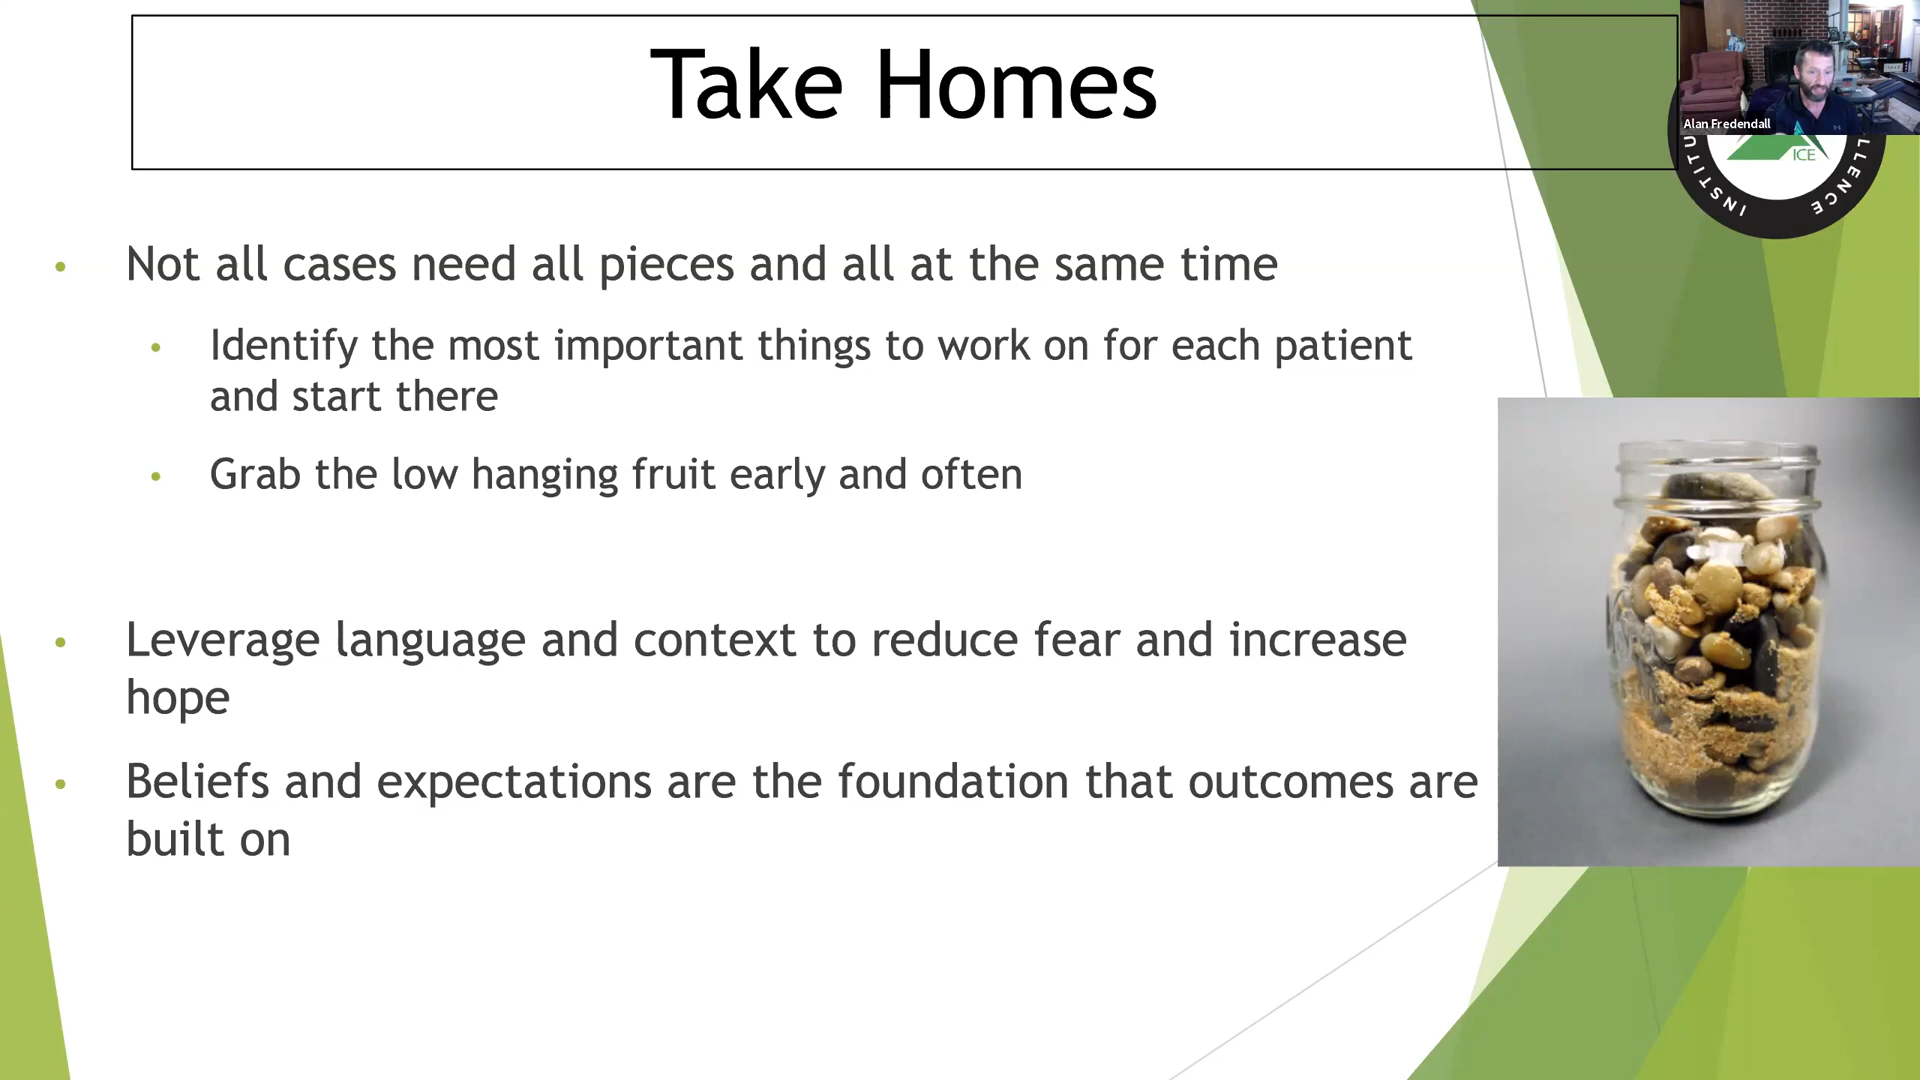 Take Homes
Alan Fredendall
ICE
INSTITU
LLENCE
Not all cases need all pieces and all at the same time
Identify the most important things to work on for each patient
and start there
Grab the low hanging fruit early and often
Leverage language and context to reduce fear and increase
hope
Beliefs and expectations are the foundation that outcomes are
built on